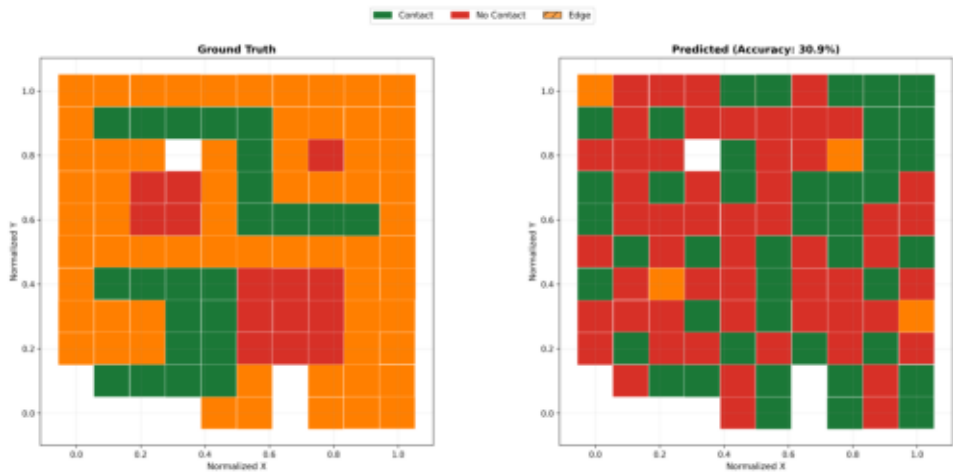 Contact No Contact Edge
Ground Truth
Predicted (Accuracy: 30.9%)
Normalized Y
1.0
0.8
0.6
0.4
0.2
0.0
0.0 0.2 0.4 0.6 0.8 1.0
Normalized X
Normalized Y
1.0
0.8
0.6
0.4
0.2
0.0
0.0 0.2 0.4 0.6 0.8 1.0
Normalized X